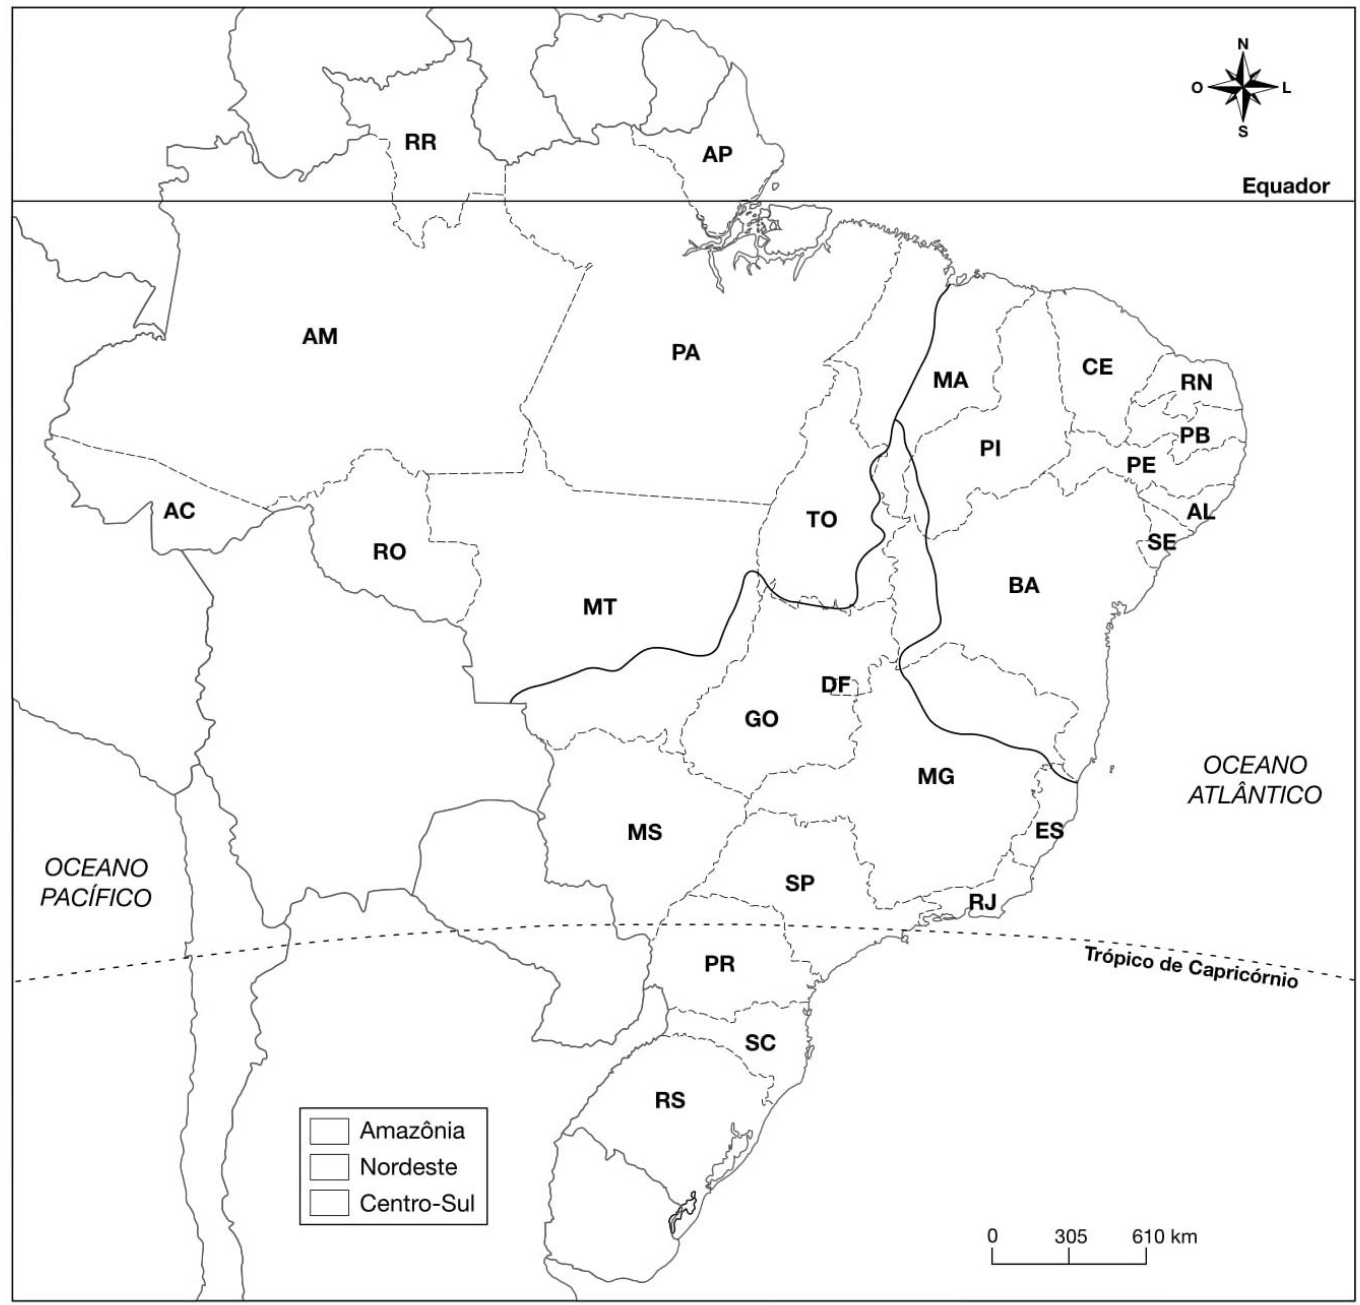 N
O L
S
RR
AP
Equador
AM
PA
MA
CE
RN
PI
PB
PE
AC
TO
AL
RO
SE
MT
BA
DF
GO
MG
OCEANO
ATLÂNTICO
MS
ES
OCEANO
PACÍFICO
SP
RJ
PR
Trópico de Capricórnio
SC
RS
Amazônia
Nordeste
Centro-Sul
0 305 610 km